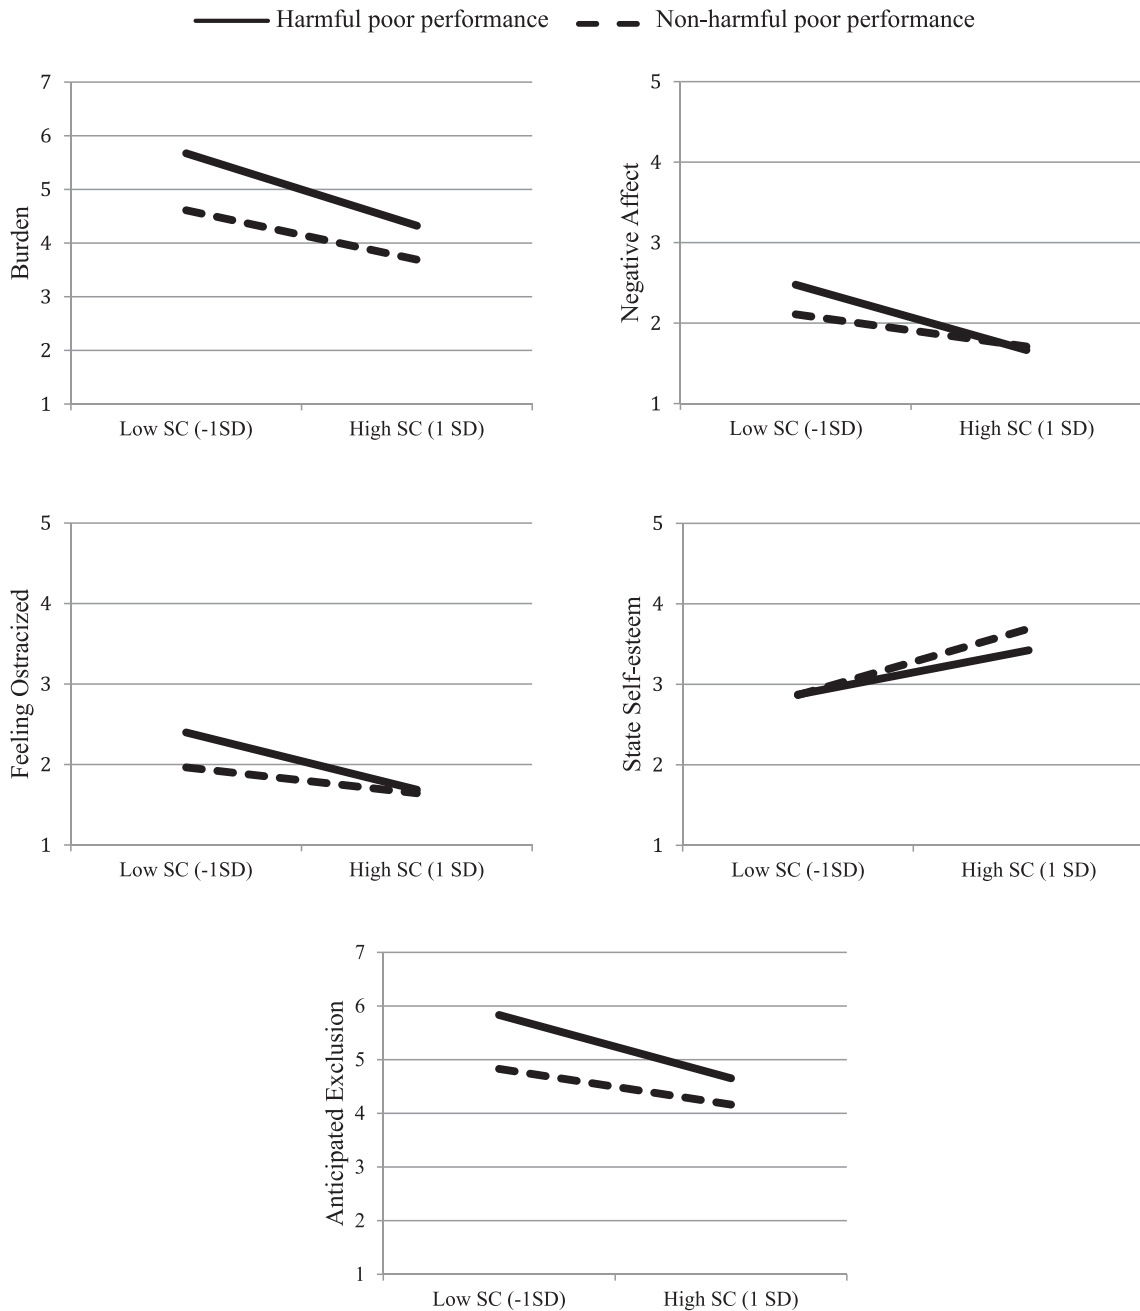 Harmful poor performance Non-harmful poor performance
Burden
7
6
5
4
3
2
1
Low SC (-1SD) High SC (1 SD)
Negative Affect
5
4
3
2
1
Low SC (-1SD) High SC (1 SD)
Feeling Ostracized
5
4
3
2
1
Low SC (-1SD) High SC (1 SD)
State Self-esteem
5
4
3
2
1
Low SC (-1SD) High SC (1 SD)
Anticipated Exclusion
7
6
5
4
3
2
1
Low SC (-1SD) High SC (1 SD)